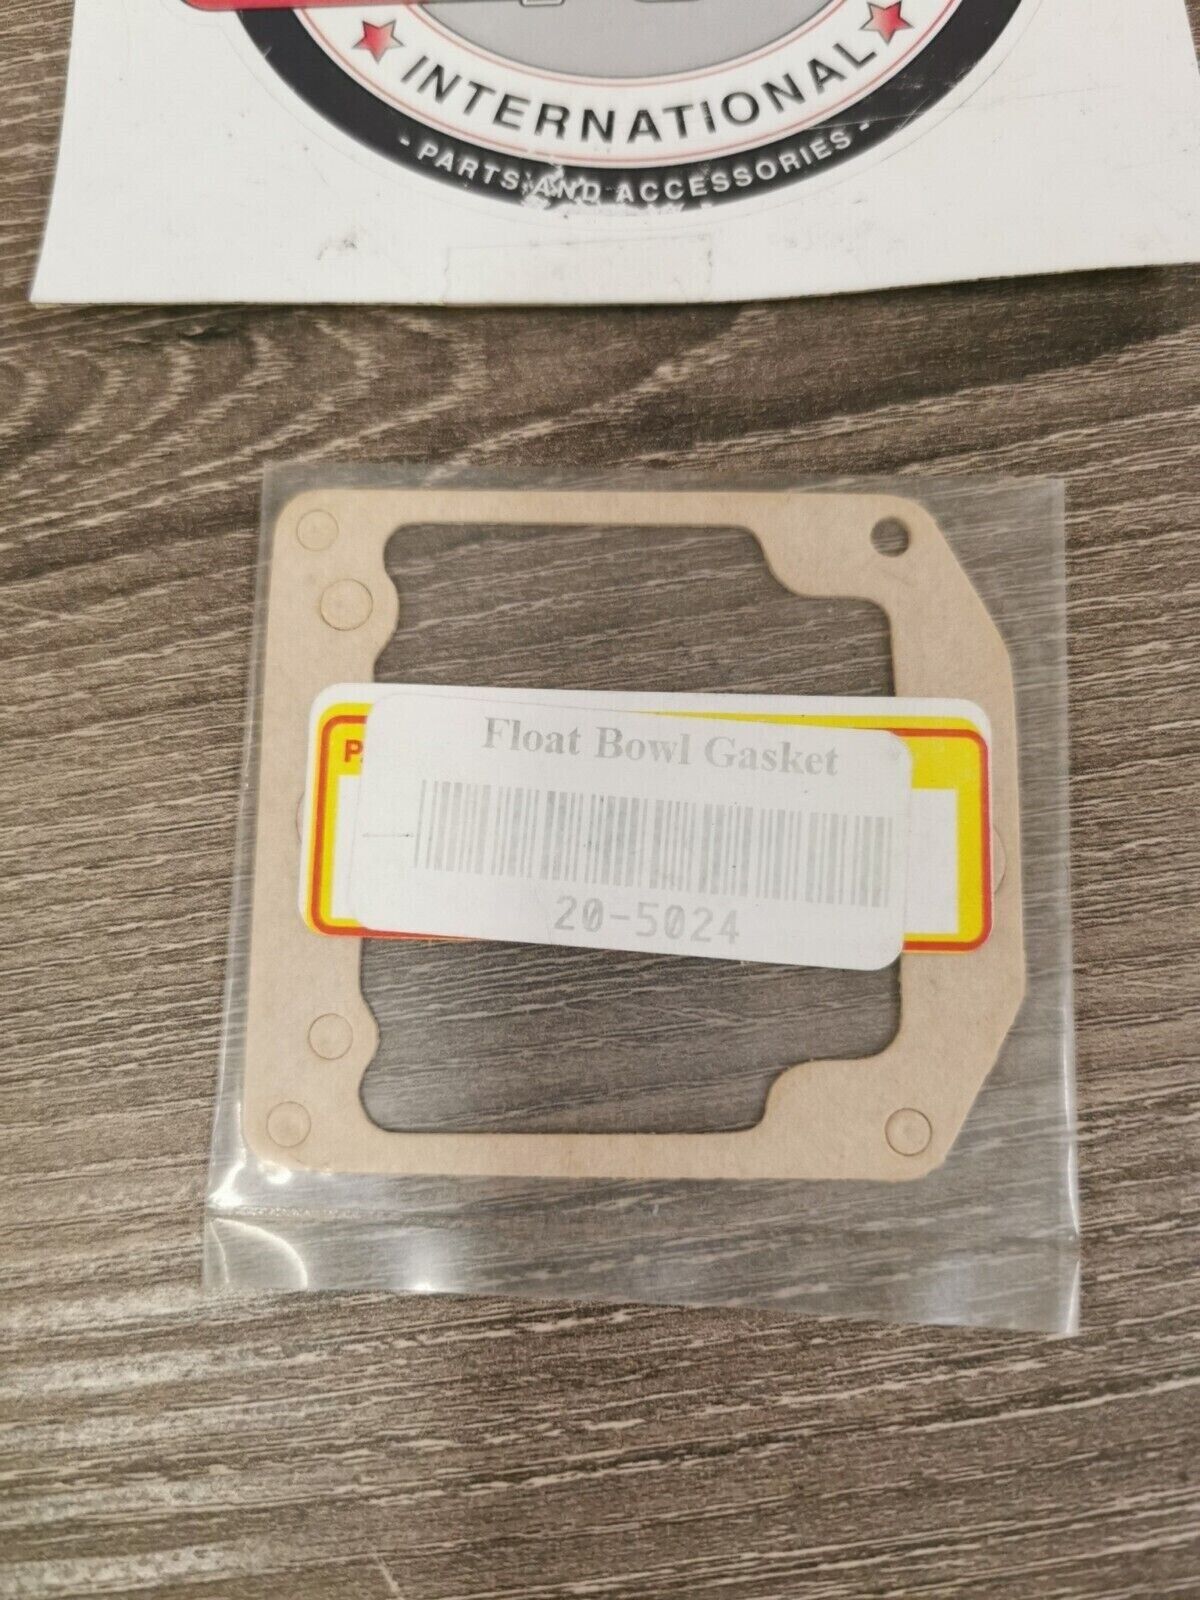 INTERNATIONAL
- PARTS AND ACCESSORIES -
Float Bowl Gasket
20-5024